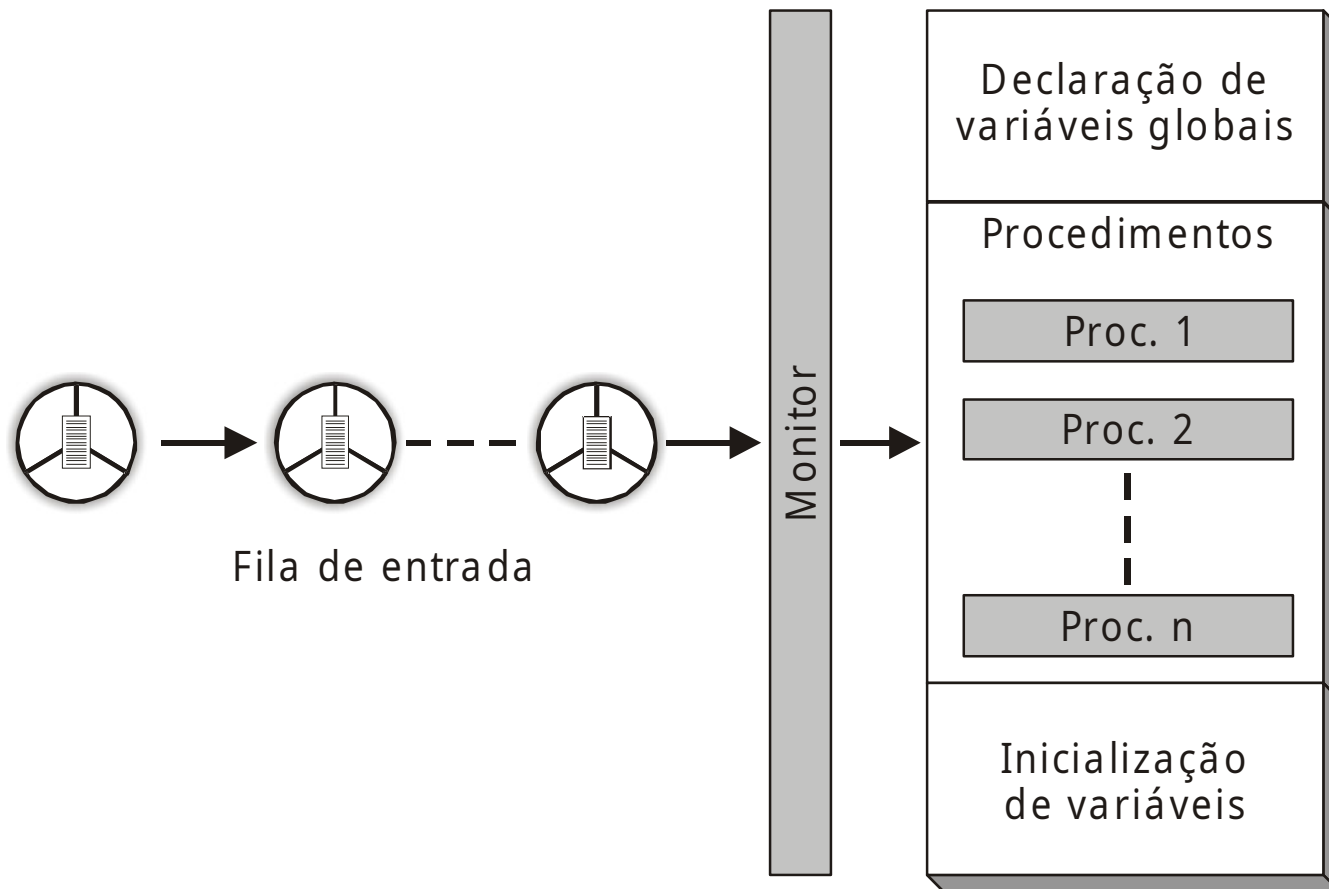 Fila de entrada
Monitor
Declaração de
variáveis globais
Procedimentos
Proc. 1
Proc. 2
Proc. n
Inicialização
de variáveis